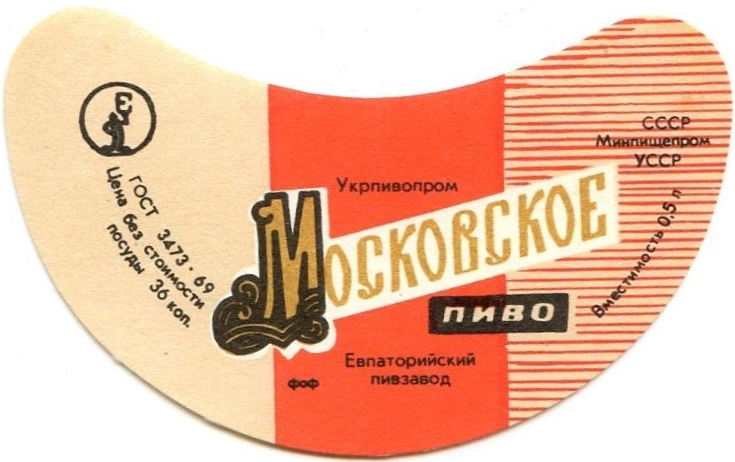 Е
ГОСТ 3473·69
Цена без стоимости
посуды 36 коп.
Укрпивопром
МОСКОВСКОЕ
ПИВО
Евпаторийский
пивзавод
фоф
СССР
Минпищепром
УССР
Вместимость 0,5 л